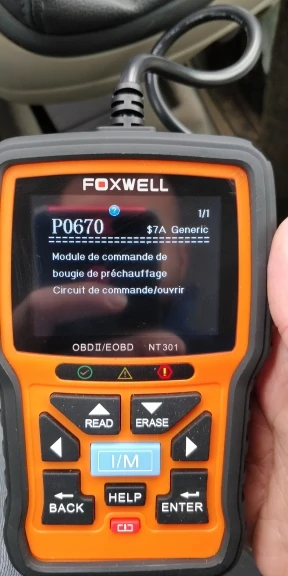 FOXWELL
1/1
P0670 $7A Generic
Module de commande de
bougie de préchauffage
Circuit de commande/ouvrir
OBDII/EOBD NT301
READ ERASE
I/M
BACK HELP ENTER